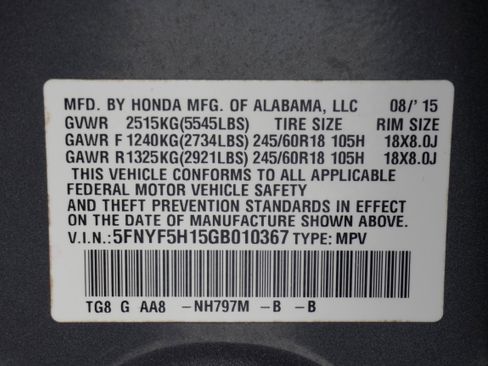 MFD. BY HONDA MFG. OF ALABAMA, LLC 08/' 15
GVWR 2515KG(5545LBS) TIRE SIZE RIM SIZE
GAWR F 1240KG(2734LBS) 245/60R18 105H 18X8.0J
GAWR R1325KG(2921LBS) 245/60R18 105H 18X8.0J
THIS VEHICLE CONFORMS TO ALL APPLICABLE
FEDERAL MOTOR VEHICLE SAFETY
AND THEFT PREVENTION STANDARDS IN EFFECT
ON THE DATE OF MANUFACTURE SHOWN ABOVE.
V.I.N.:5FNYF5H15GB010367 TYPE: MPV
TG8 G AA8 -NH797M -B -B